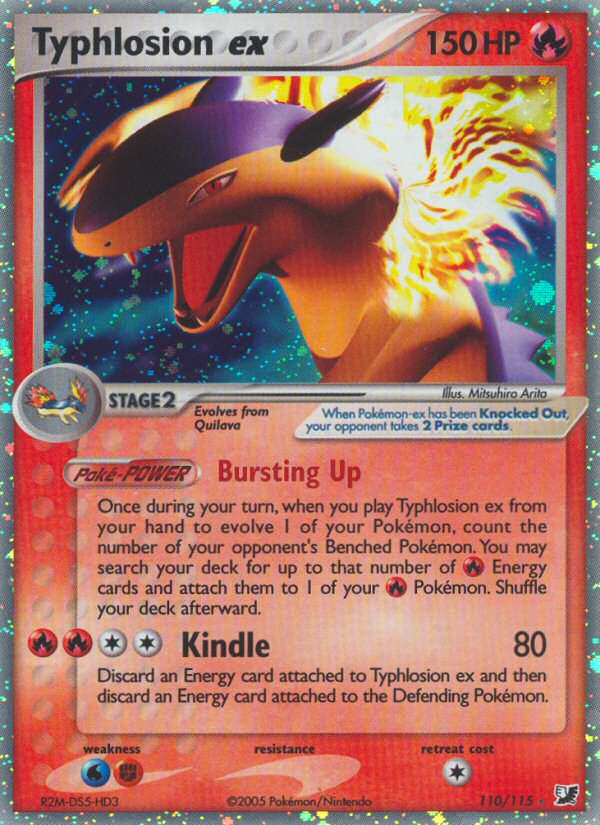 Typhlosion ex 150 HP
Illus. Mitsuhiro Arita
STAGE2
Evolves from
Quilava
When Pokémon-ex has been Knocked Out,
your opponent takes 2 Prize cards.
Poké-POWER Bursting Up
Once during your turn, when you play Typhlosion ex from
your hand to evolve 1 of your Pokémon, count the
number of your opponent's Benched Pokémon. You may
search your deck for up to that number of Energy
cards and attach them to 1 of your Pokémon. Shuffle
your deck afterward.
Kindle 80
Discard an Energy card attached to Typhlosion ex and then
discard an Energy card attached to the Defending Pokémon.
weakness resistance retreat cost
R2M-DS5-HD3 ©2005 Pokémon/Nintendo 110/115